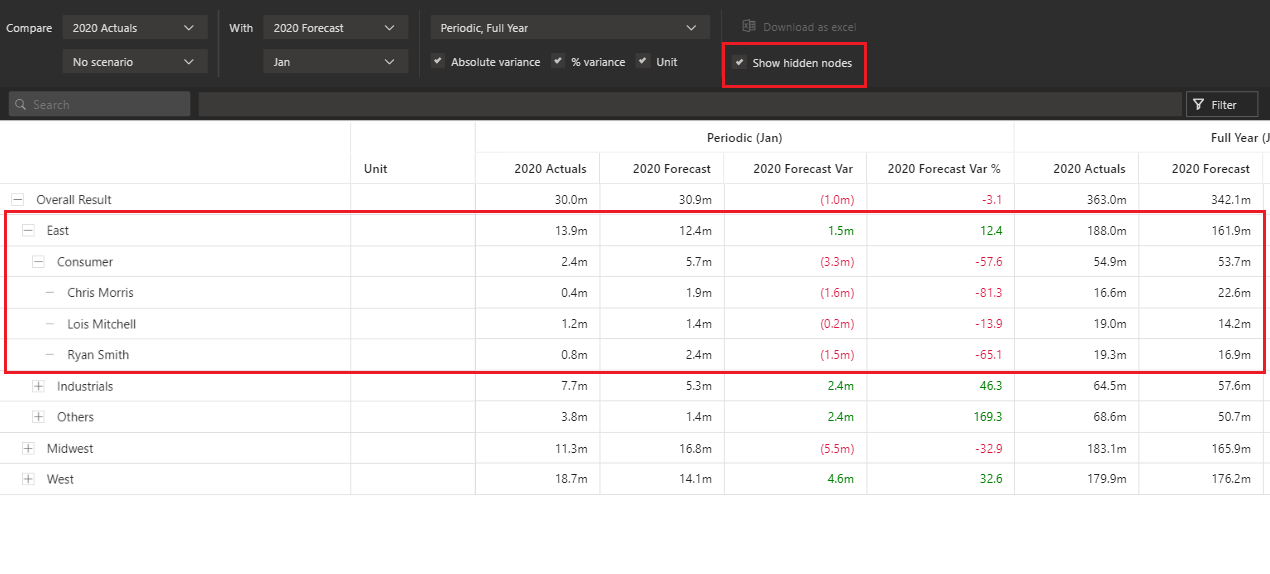 Compare 2020 Actuals With 2020 Forecast Periodic, Full Year Download as excel
No scenario Jan Absolute variance % variance Unit Show hidden nodes
Search Filter
Periodic (Jan) Full Year (J
Unit 2020 Actuals 2020 Forecast 2020 Forecast Var 2020 Forecast Var % 2020 Actuals 2020 Forecast
Overall Result 30.0m 30.9m (1.0m) -3.1 363.0m 342.1m
East 13.9m 12.4m 1.5m 12.4 188.0m 161.9m
Consumer 2.4m 5.7m (3.3m) -57.6 54.9m 53.7m
Chris Morris 0.4m 1.9m (1.6m) -81.3 16.6m 22.6m
Lois Mitchell 1.2m 1.4m (0.2m) -13.9 19.0m 14.2m
Ryan Smith 0.8m 2.4m (1.5m) -65.1 19.3m 16.9m
Industrials 7.7m 5.3m 2.4m 46.3 64.5m 57.6m
Others 3.8m 1.4m 2.4m 169.3 68.6m 50.7m
Midwest 11.3m 16.8m (5.5m) -32.9 183.1m 165.9m
West 18.7m 14.1m 4.6m 32.6 179.9m 176.2m